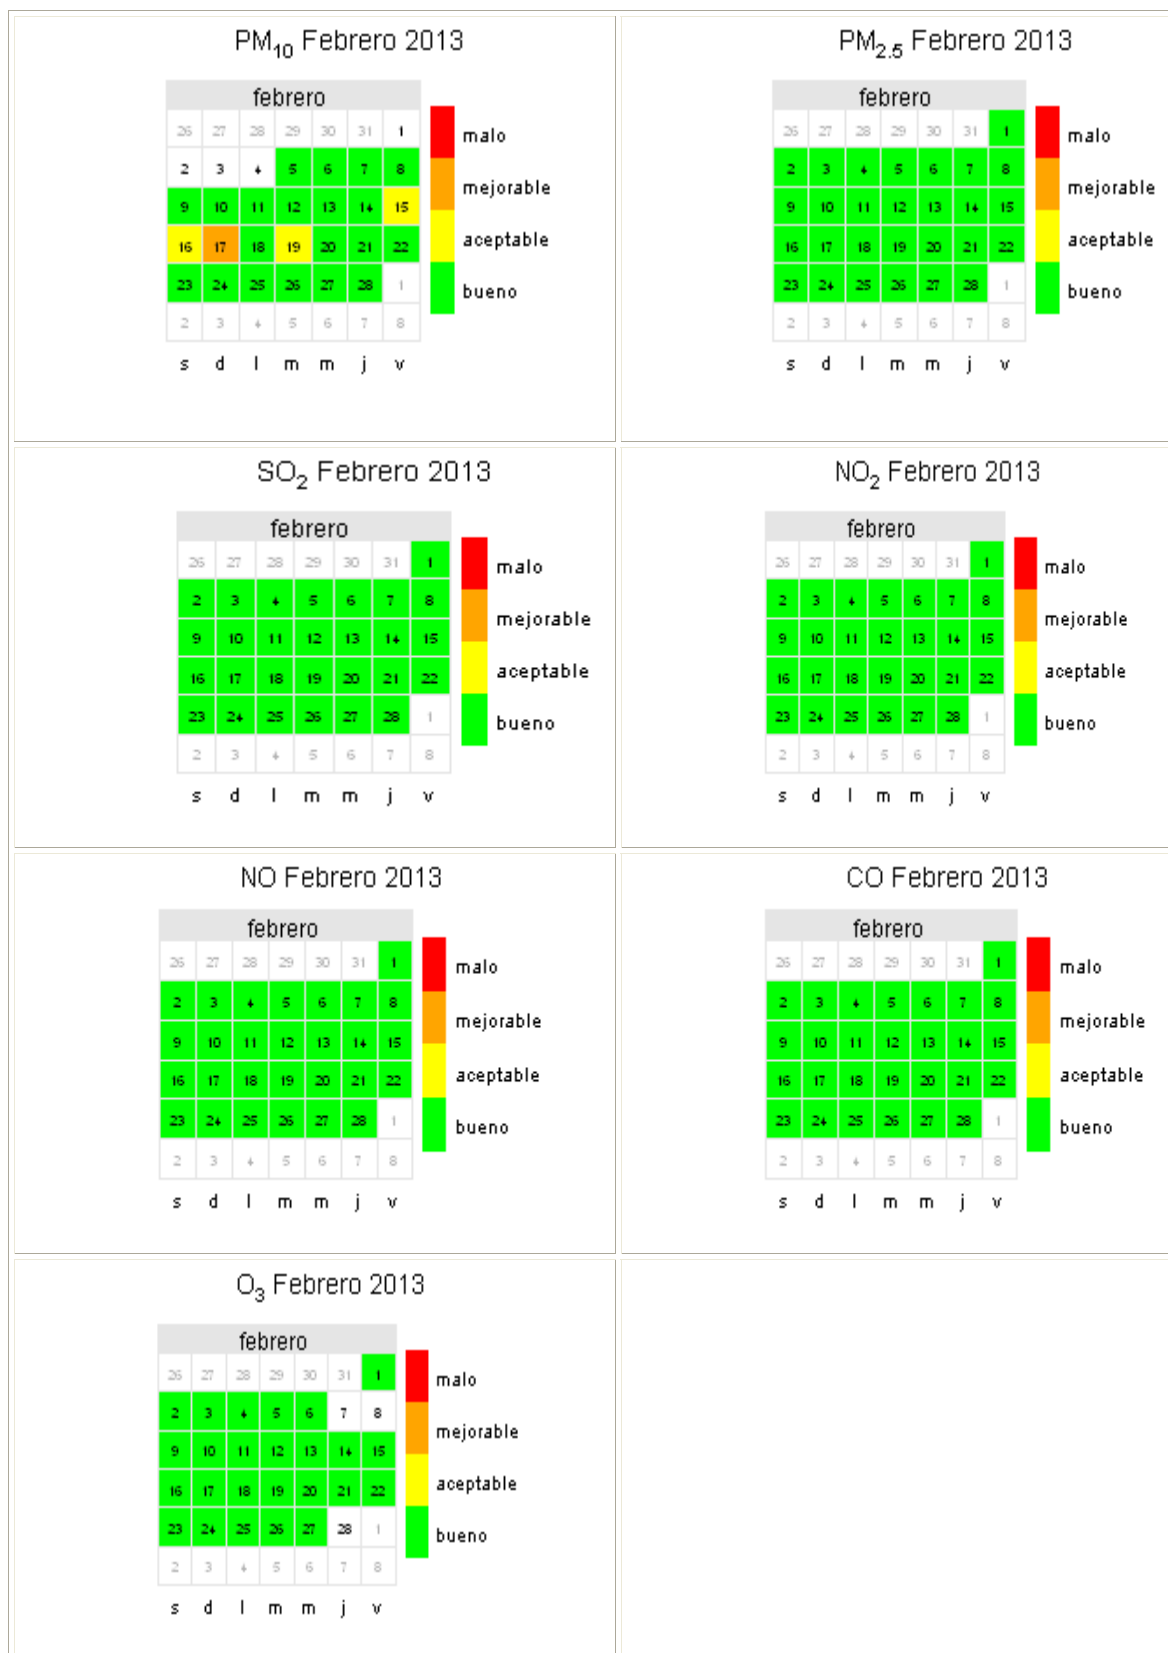 PM10 Febrero 2013
febrero
26 27 28 29 30 31 1
2 3 4 5 6 7 8
9 10 11 12 13 14 15
16 17 18 19 20 21 22
23 24 25 26 27 28 1
2 3 4 5 6 7 8
s d l m m j v
malo
mejorable
aceptable
bueno
PM2.5 Febrero 2013
febrero
26 27 28 29 30 31 1
2 3 4 5 6 7 8
9 10 11 12 13 14 15
16 17 18 19 20 21 22
23 24 25 26 27 28 1
2 3 4 5 6 7 8
s d l m m j v
malo
mejorable
aceptable
bueno
SO2 Febrero 2013
febrero
26 27 28 29 30 31 1
2 3 4 5 6 7 8
9 10 11 12 13 14 15
16 17 18 19 20 21 22
23 24 25 26 27 28 1
2 3 4 5 6 7 8
s d l m m j v
malo
mejorable
aceptable
bueno
NO2 Febrero 2013
febrero
26 27 28 29 30 31 1
2 3 4 5 6 7 8
9 10 11 12 13 14 15
16 17 18 19 20 21 22
23 24 25 26 27 28 1
2 3 4 5 6 7 8
s d l m m j v
malo
mejorable
aceptable
bueno
NO Febrero 2013
febrero
26 27 28 29 30 31 1
2 3 4 5 6 7 8
9 10 11 12 13 14 15
16 17 18 19 20 21 22
23 24 25 26 27 28 1
2 3 4 5 6 7 8
s d l m m j v
malo
mejorable
aceptable
bueno
CO Febrero 2013
febrero
26 27 28 29 30 31 1
2 3 4 5 6 7 8
9 10 11 12 13 14 15
16 17 18 19 20 21 22
23 24 25 26 27 28 1
2 3 4 5 6 7 8
s d l m m j v
malo
mejorable
aceptable
bueno
O3 Febrero 2013
febrero
26 27 28 29 30 31 1
2 3 4 5 6 7 8
9 10 11 12 13 14 15
16 17 18 19 20 21 22
23 24 25 26 27 28 1
2 3 4 5 6 7 8
s d l m m j v
malo
mejorable
aceptable
bueno